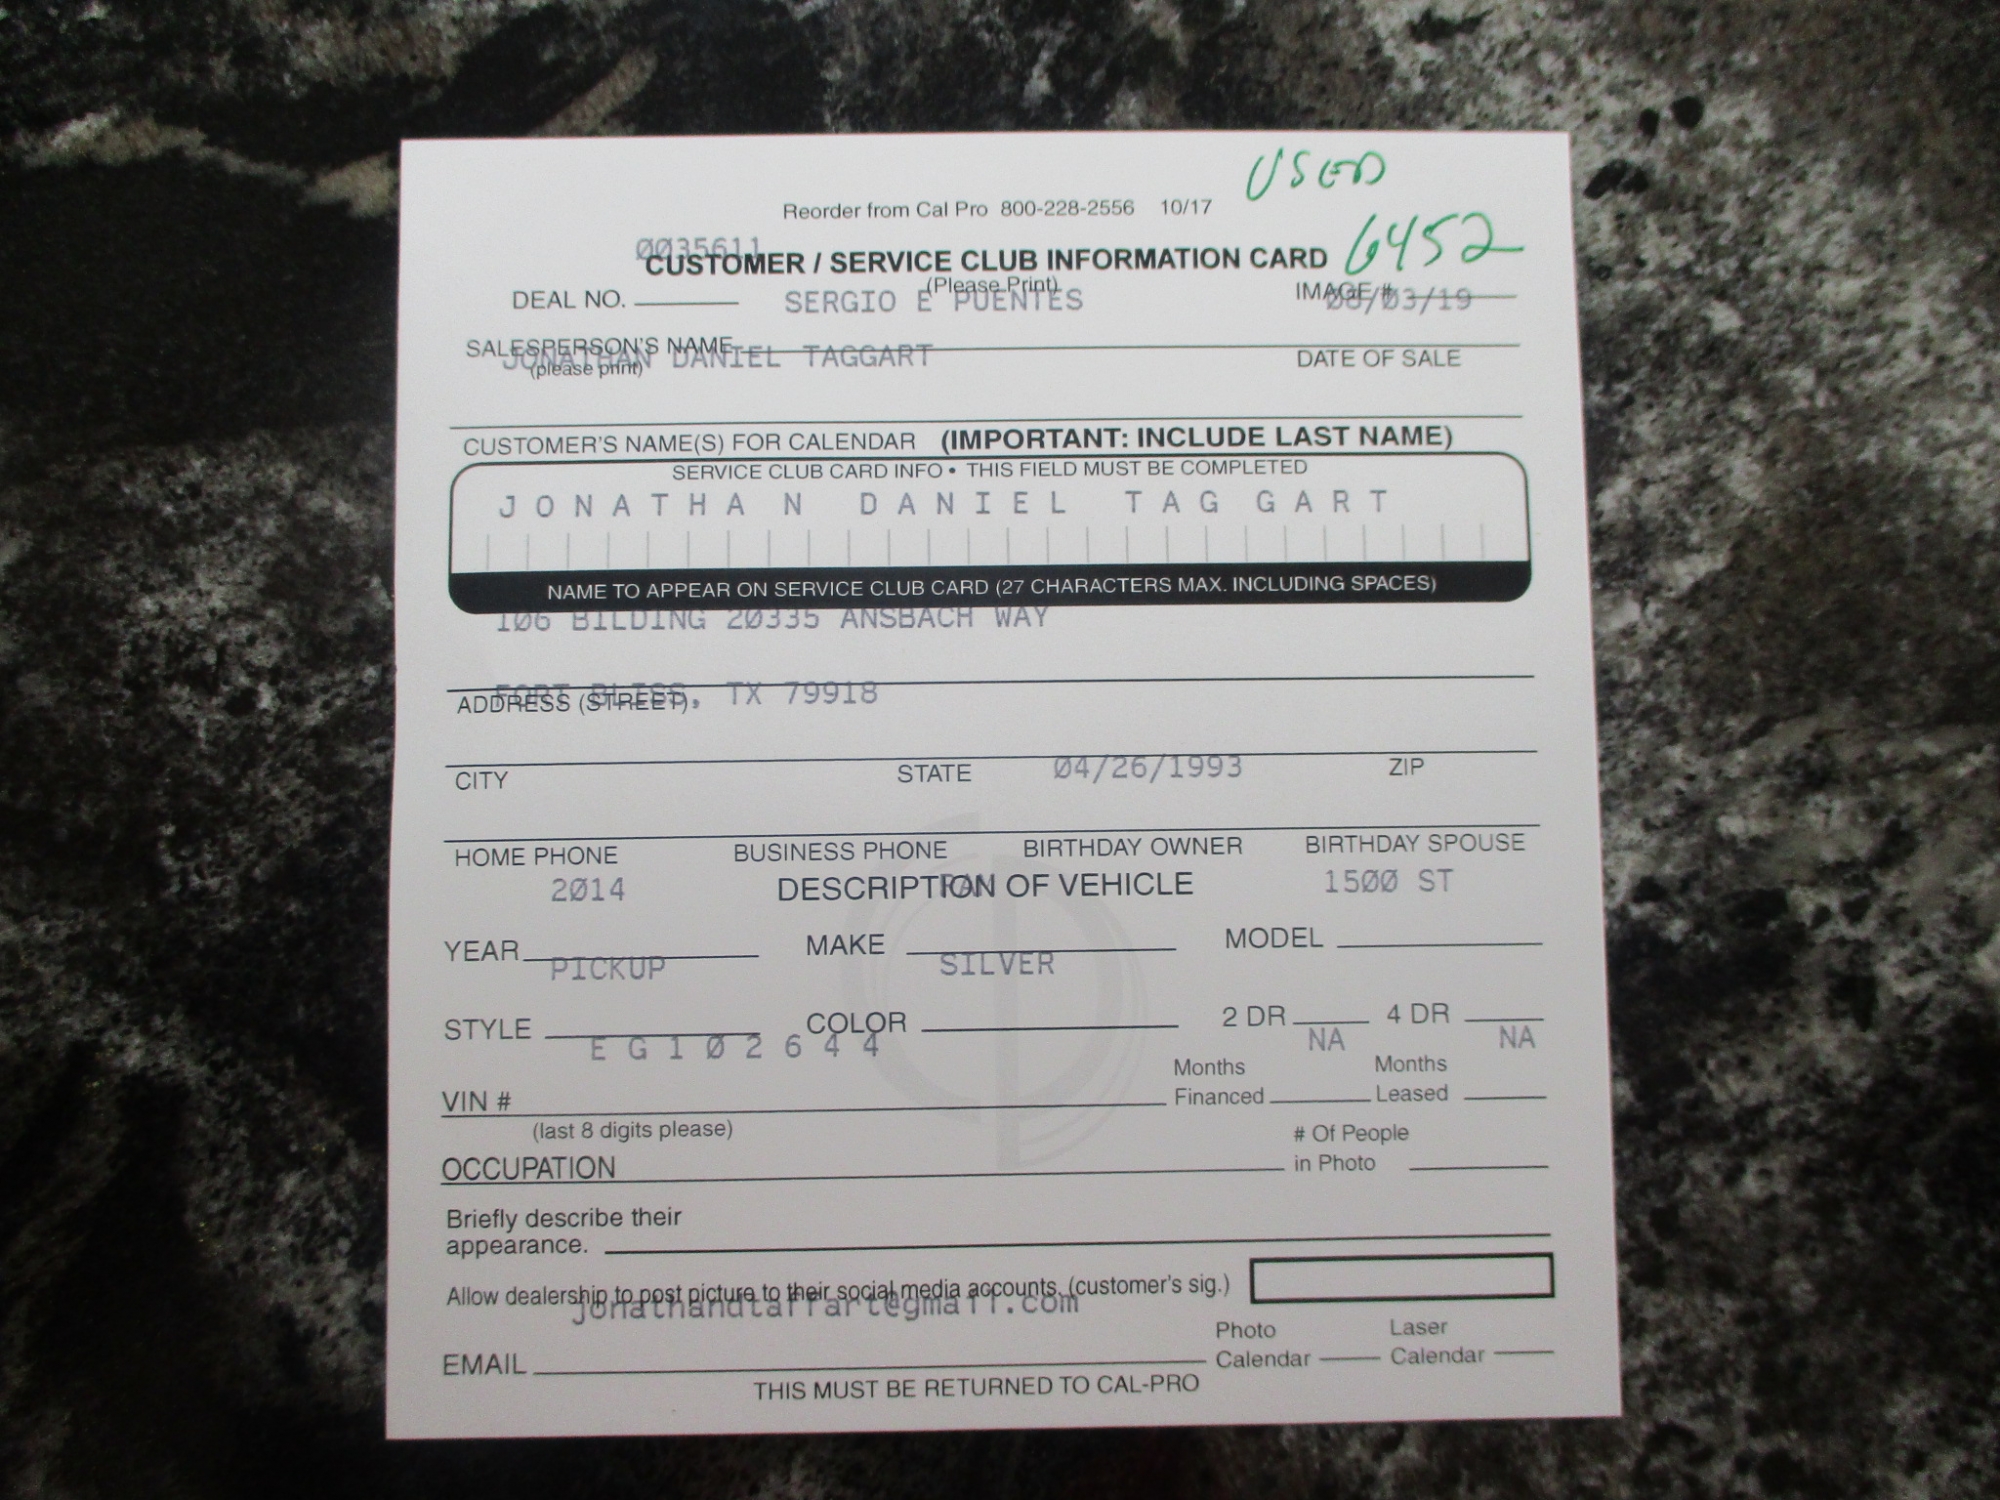 USED
Reorder from Cal Pro 800-228-2556 10/17
0035611
CUSTOMER / SERVICE CLUB INFORMATION CARD 6452
(Please Print)
DEAL NO. SERGIO E PUENTES IMAGE # 08/03/19
SALESPERSON'S NAME
JONATHAN DANIEL TAGGART
(please print) DATE OF SALE
CUSTOMER'S NAME(S) FOR CALENDAR (IMPORTANT: INCLUDE LAST NAME)
SERVICE CLUB CARD INFO • THIS FIELD MUST BE COMPLETED
JONATHAN DANIEL TAGGART
NAME TO APPEAR ON SERVICE CLUB CARD (27 CHARACTERS MAX. INCLUDING SPACES)
106 BILDING 20335 ANSBACH WAY
FORT BLISS, TX 79918
ADDRESS (STREET)
04/26/1993
CITY STATE ZIP
HOME PHONE BUSINESS PHONE BIRTHDAY OWNER BIRTHDAY SPOUSE
2014 RAM 1500 ST
DESCRIPTION OF VEHICLE
YEAR MAKE MODEL
PICKUP SILVER
STYLE COLOR 2 DR 4 DR
EG102644 NA NA
VIN # Months Financed Months Leased
(last 8 digits please)
OCCUPATION # Of People in Photo
Briefly describe their
appearance.
Allow dealership to post picture to their social media accounts. (customer's sig.)
jonathandtaffart@gmail.com
EMAIL Photo Calendar Laser Calendar
THIS MUST BE RETURNED TO CAL-PRO